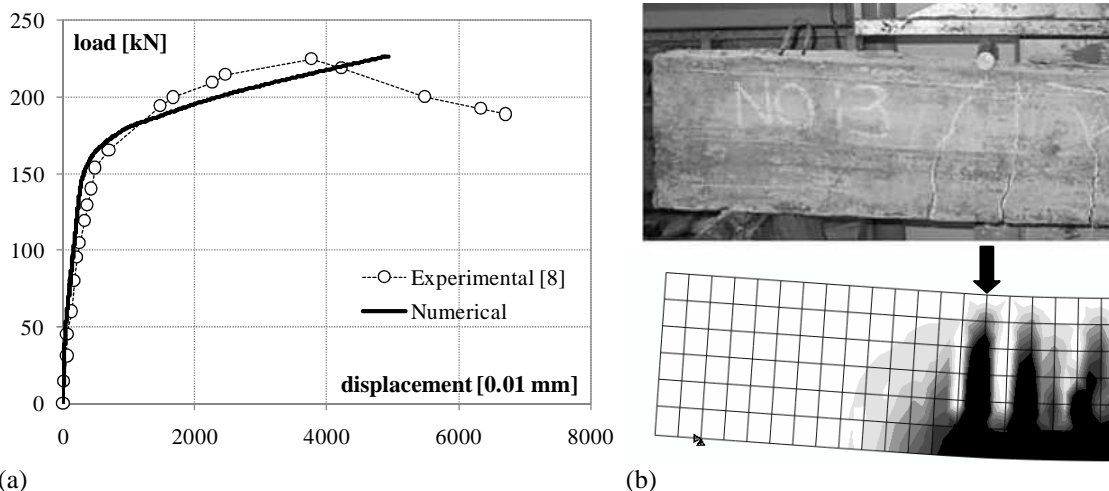 250
load [kN]
200
150
100
Experimental [8]
Numerical
50
displacement [0.01 mm]
0
0 2000 4000 6000 8000
(a)
NO B
(b)